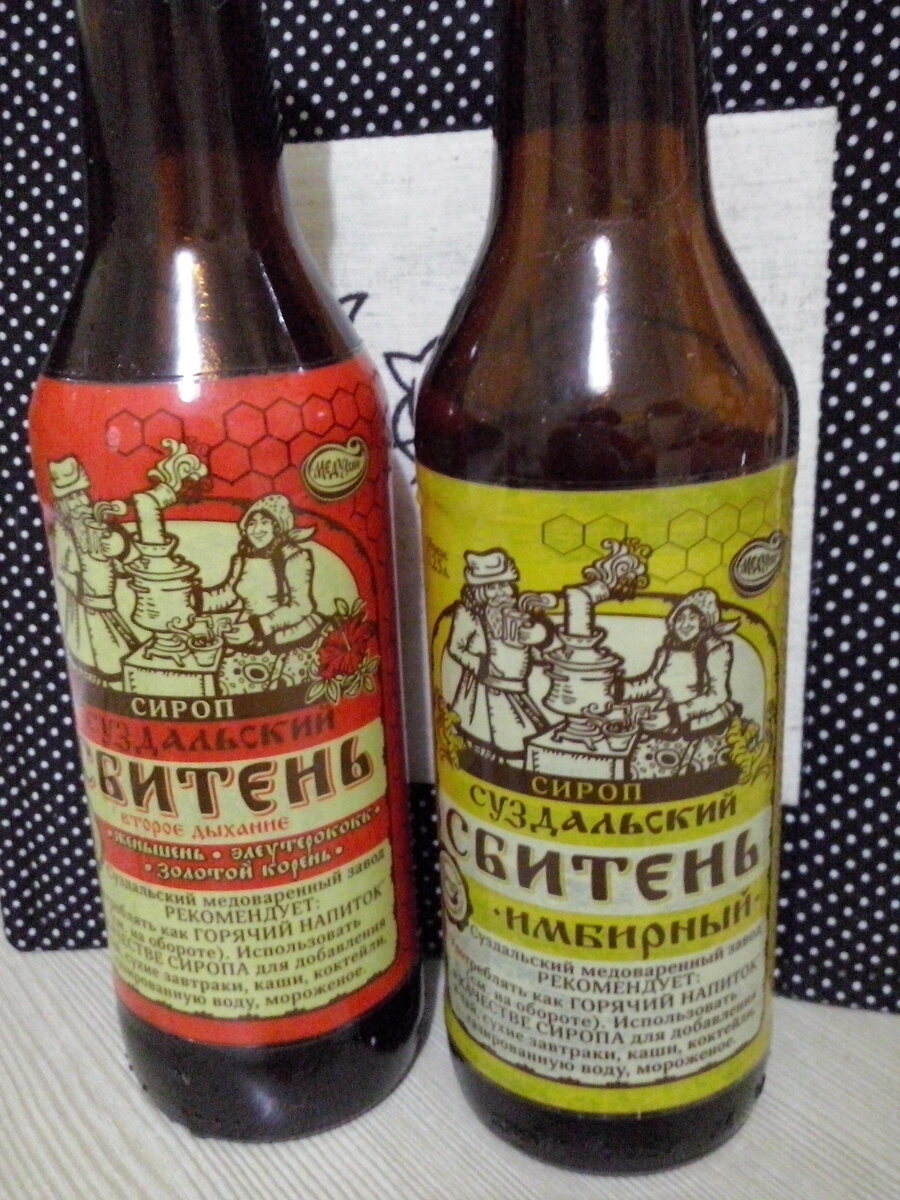 СИРОП
СУЗДАЛЬСКИЙ
СБИТЕНЬ
ВТОРОЕ ДЫХАНИЕ
• ЭЛЕУТЕРОКОКК •
• ЗОЛОТОЙ КОРЕНЬ •
Суздальский медоваренный завод
РЕКОМЕНДУЕТ:
как ГОРЯЧИЙ НАПИТОК
на обороте). Использовать
СИРОПА для добавления
сухие завтраки, каши, коктейли,
воду, мороженое.
СИРОП
СУЗДАЛЬСКИЙ
СБИТЕНЬ
•ИМБИРНЫЙ•
Суздальский медоваренный завод
РЕКОМЕНДУЕТ:
как ГОРЯЧИЙ НАПИТОК
на обороте). Использовать
СИРОПА для добавления
сухие завтраки, каши, коктейли,
воду, мороженое.